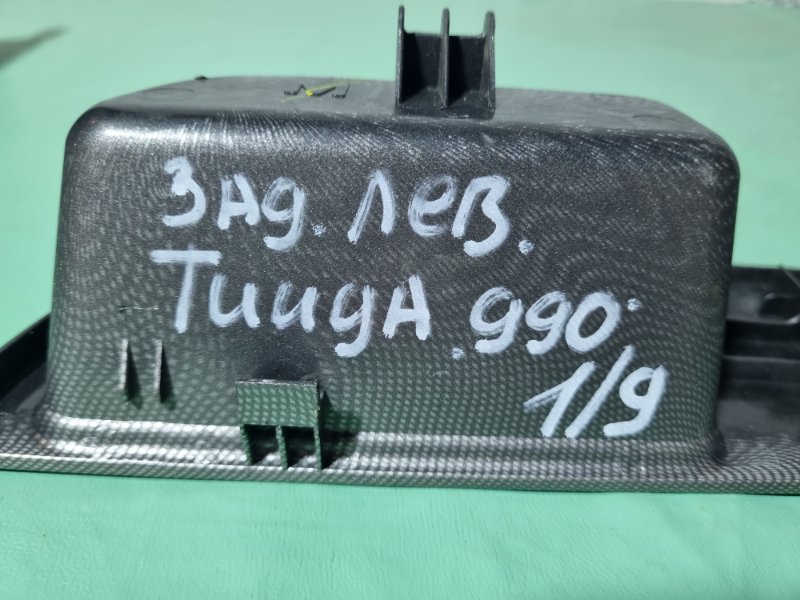 Зад. лев.
Тиида 990
1/9